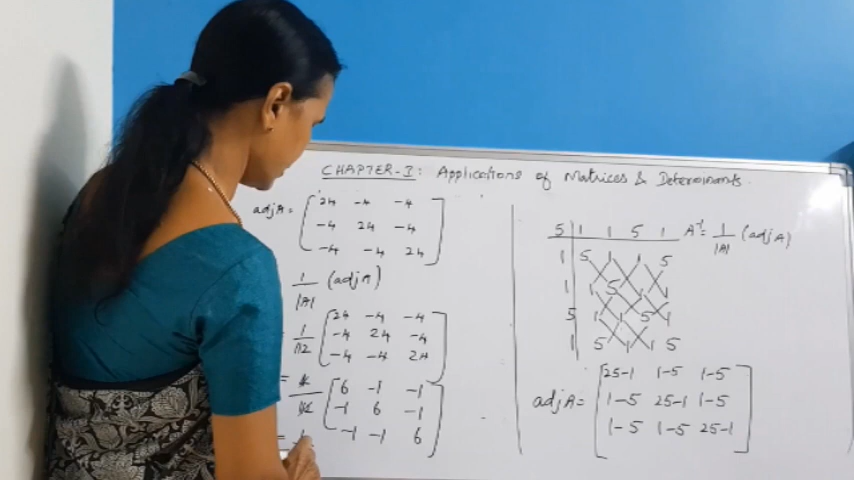 CHAPTER-I: Applications of Matrices & Determinants.
adjA = [24 -4 -4
-4 24 -4
-4 -4 24]
1/|A| (adjA)
1/112 [24 -4 -4
-4 24 -4
-4 -4 24]
= [6 -1 -1
-1 6 -1
-1 -1 6]
= 1
5 | 1 1 5 1
1 | 5 1 1 5
1 | 1 5 1 1
5 | 1 1 5 1
1 | 5 1 1 5
A⁻¹ = 1/|A| (adjA)
adjA = [25-1 1-5 1-5
1-5 25-1 1-5
1-5 1-5 25-1]